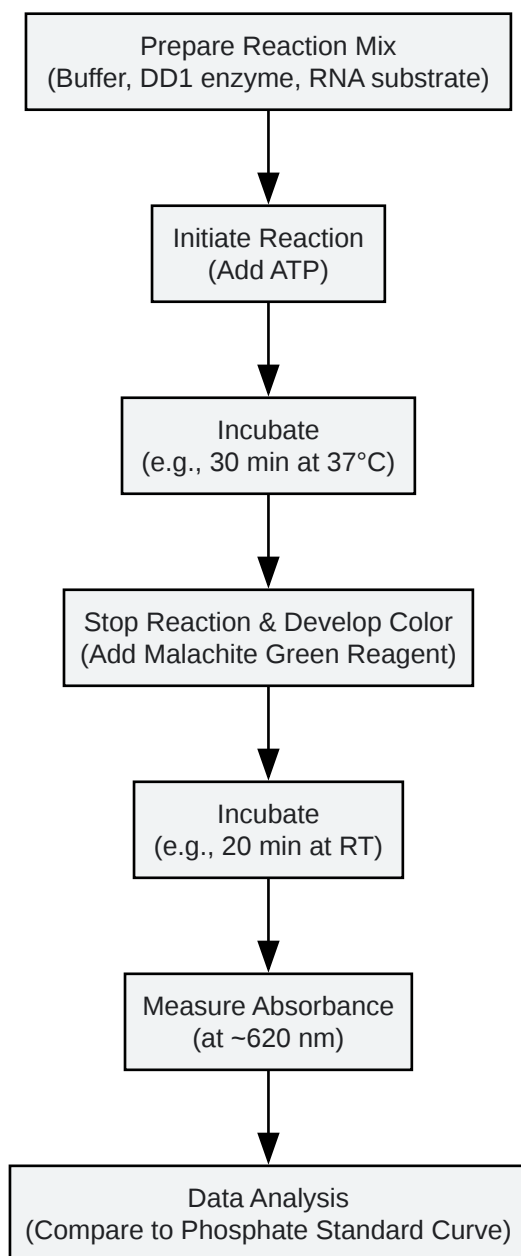 Prepare Reaction Mix
(Buffer, DD1 enzyme, RNA substrate)
Initiate Reaction
(Add ATP)
Incubate
(e.g., 30 min at 37°C)
Stop Reaction & Develop Color
(Add Malachite Green Reagent)
Incubate
(e.g., 20 min at RT)
Measure Absorbance
(at ~620 nm)
Data Analysis
(Compare to Phosphate Standard Curve)